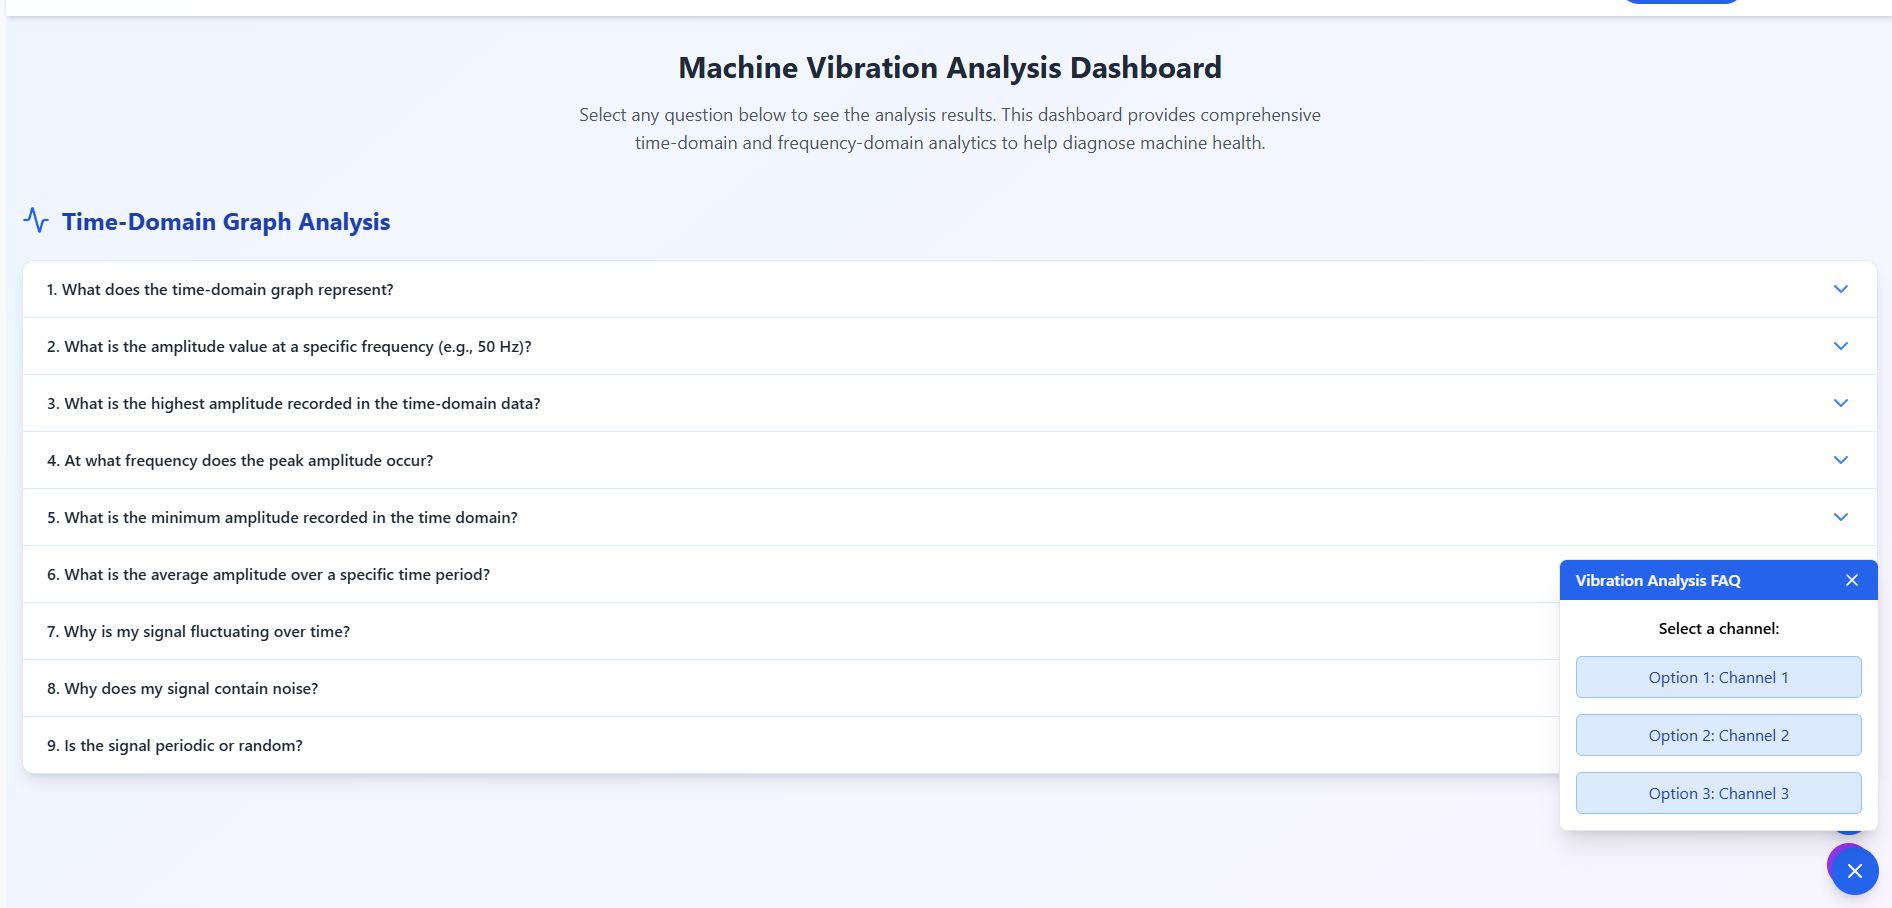 Machine Vibration Analysis Dashboard
Select any question below to see the analysis results. This dashboard provides comprehensive
time-domain and frequency-domain analytics to help diagnose machine health.
Time-Domain Graph Analysis
1. What does the time-domain graph represent?
2. What is the amplitude value at a specific frequency (e.g., 50 Hz)?
3. What is the highest amplitude recorded in the time-domain data?
4. At what frequency does the peak amplitude occur?
5. What is the minimum amplitude recorded in the time domain?
6. What is the average amplitude over a specific time period?
7. Why is my signal fluctuating over time?
8. Why does my signal contain noise?
9. Is the signal periodic or random?
Vibration Analysis FAQ
Select a channel:
Option 1: Channel 1
Option 2: Channel 2
Option 3: Channel 3